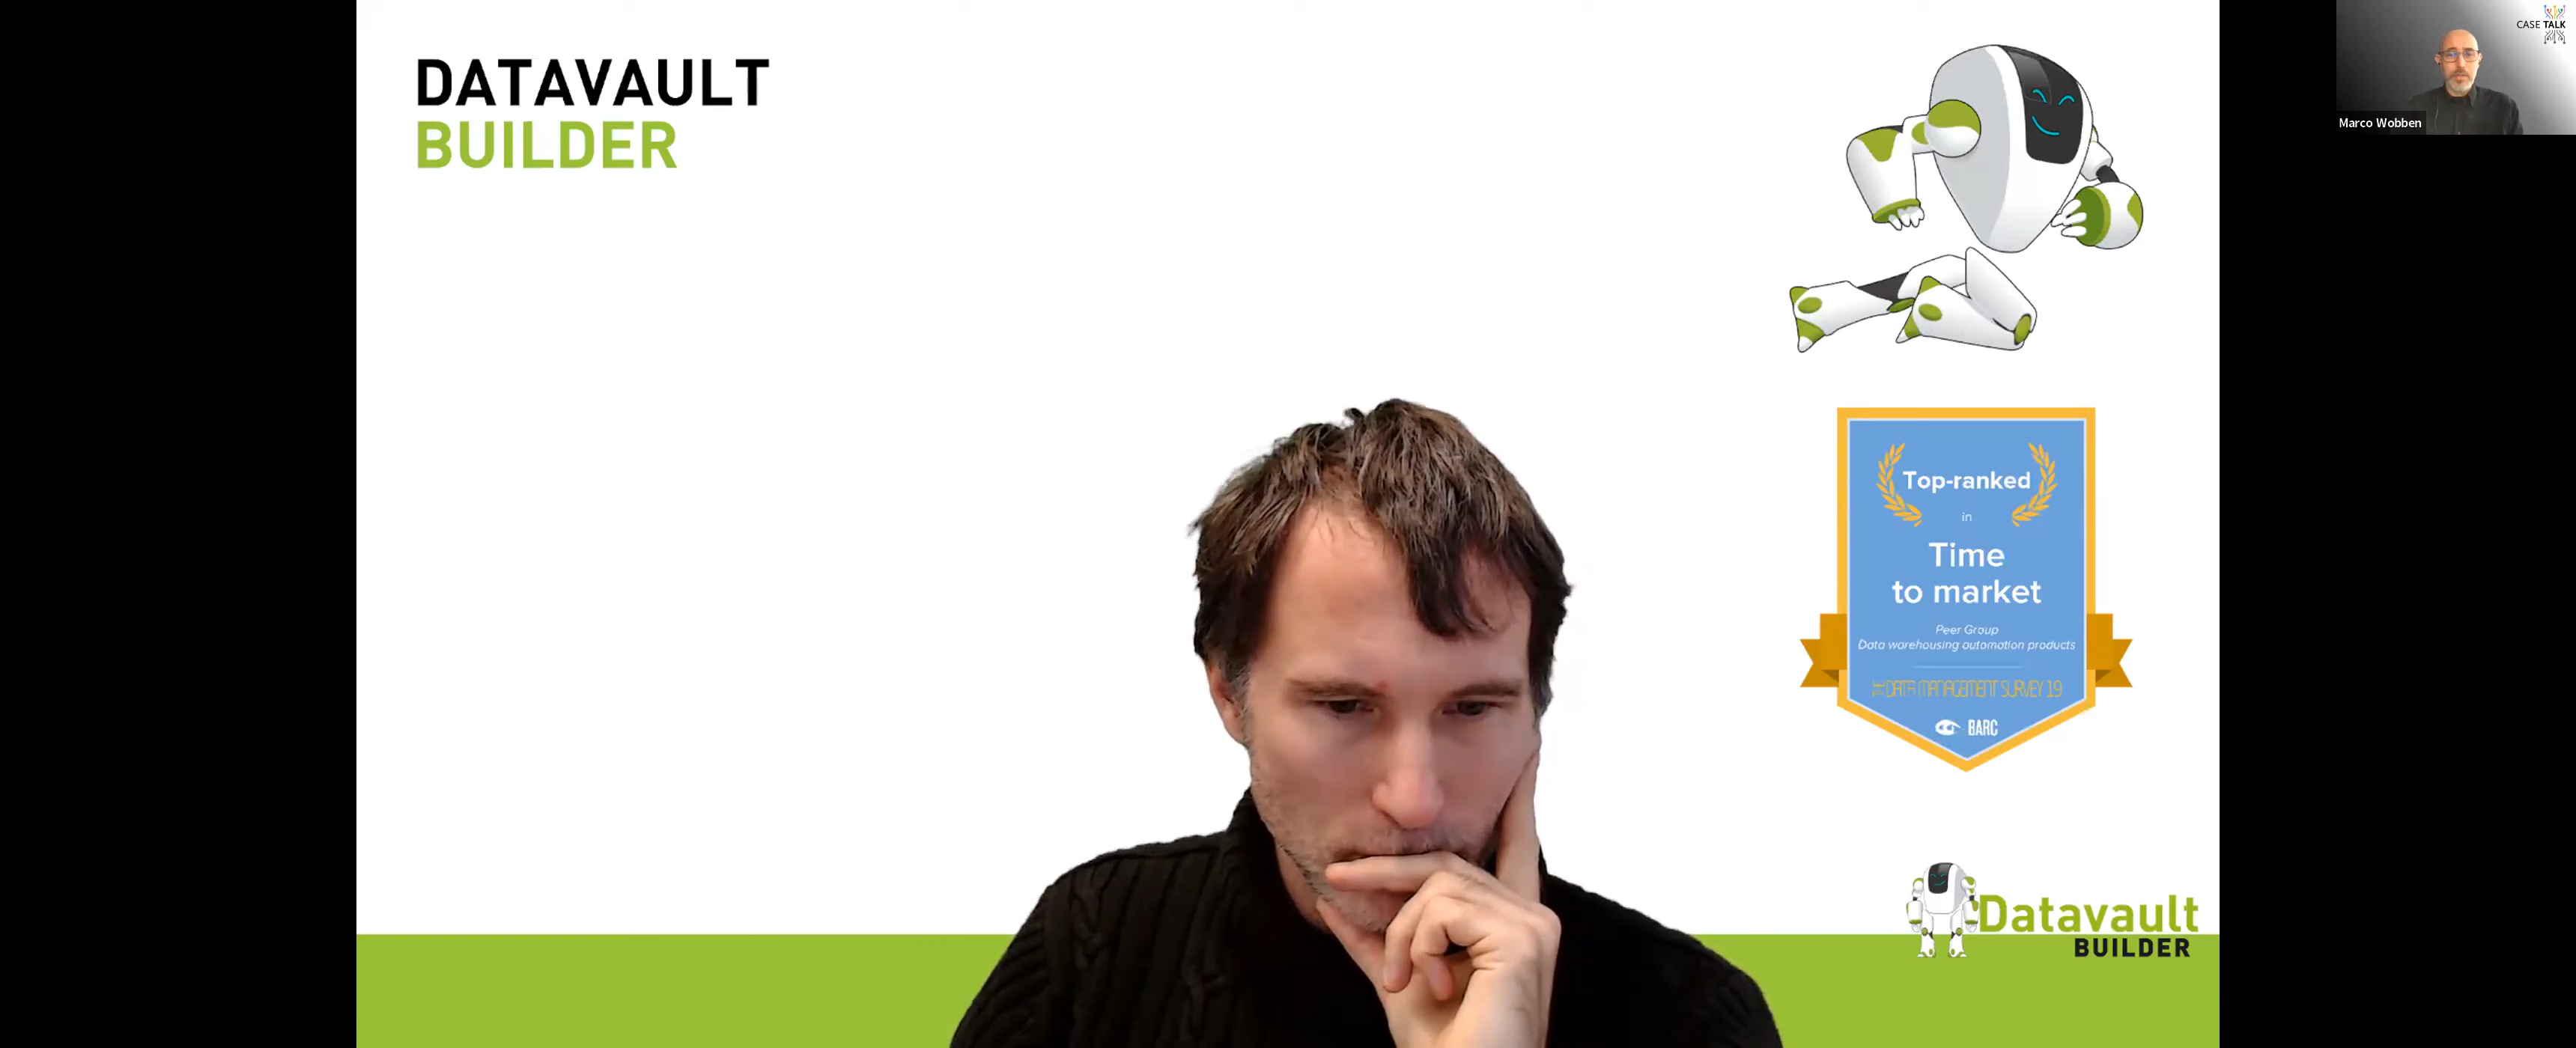 DATAVAULT
BUILDER
CASE TALK
Marco Wobben
Top-ranked
in
Time
to market
Peer Group
Data warehousing automation products
THE DATA MANAGEMENT SURVEY 19
BARC
Datavault
BUILDER